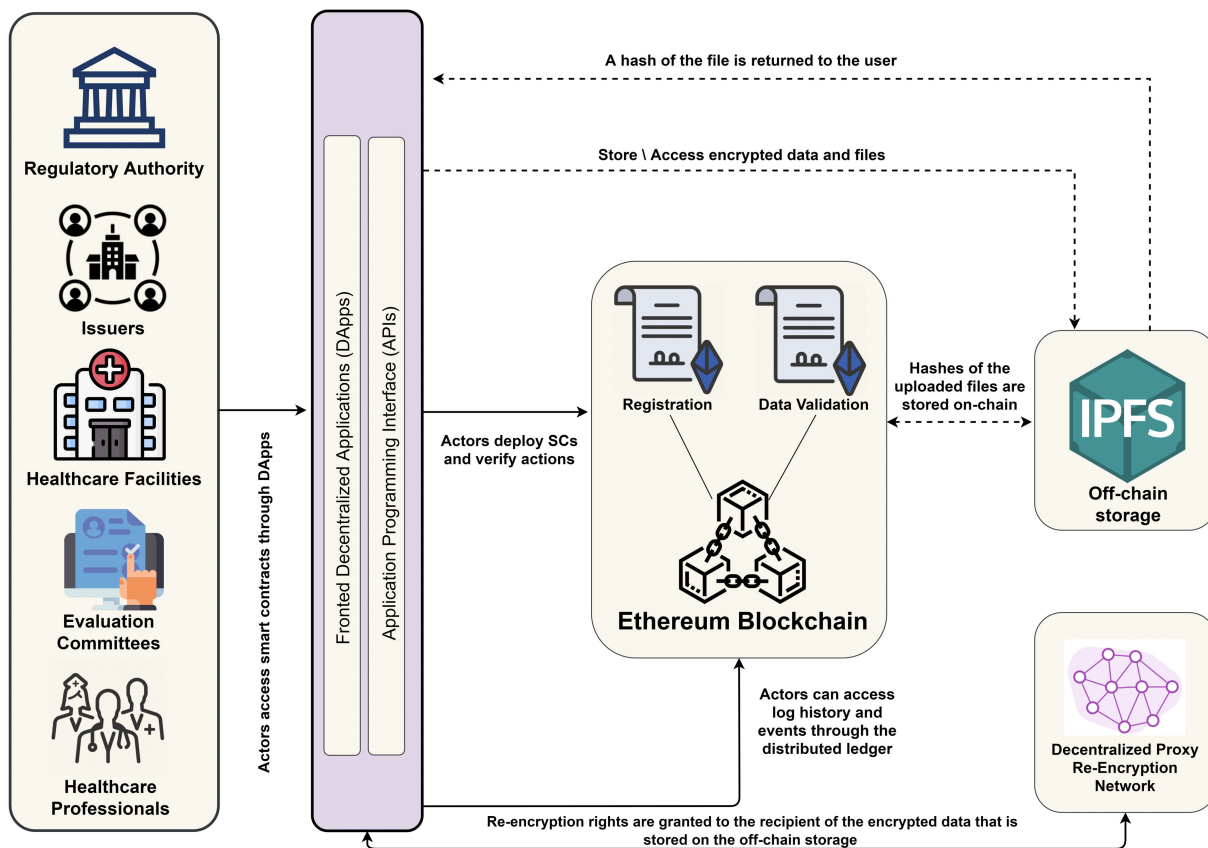 Regulatory Authority
Issuers
Healthcare Facilities
Evaluation
Committees
Healthcare
Professionals
Actors access smart contracts through DApps
Fronted Decentralized Applications (DApps)
Application Programming Interface (APIs)
A hash of the file is returned to the user
Store \ Access encrypted data and files
Actors deploy SCs
and verify actions
Registration
Data Validation
Ethereum Blockchain
Hashes of the
uploaded files are
stored on-chain
IPFS
Off-chain
storage
Actors can access
log history and
events through the
distributed ledger
Decentralized Proxy
Re-Encryption
Network
Re-encryption rights are granted to the recipient of the encrypted data that is
stored on the off-chain storage